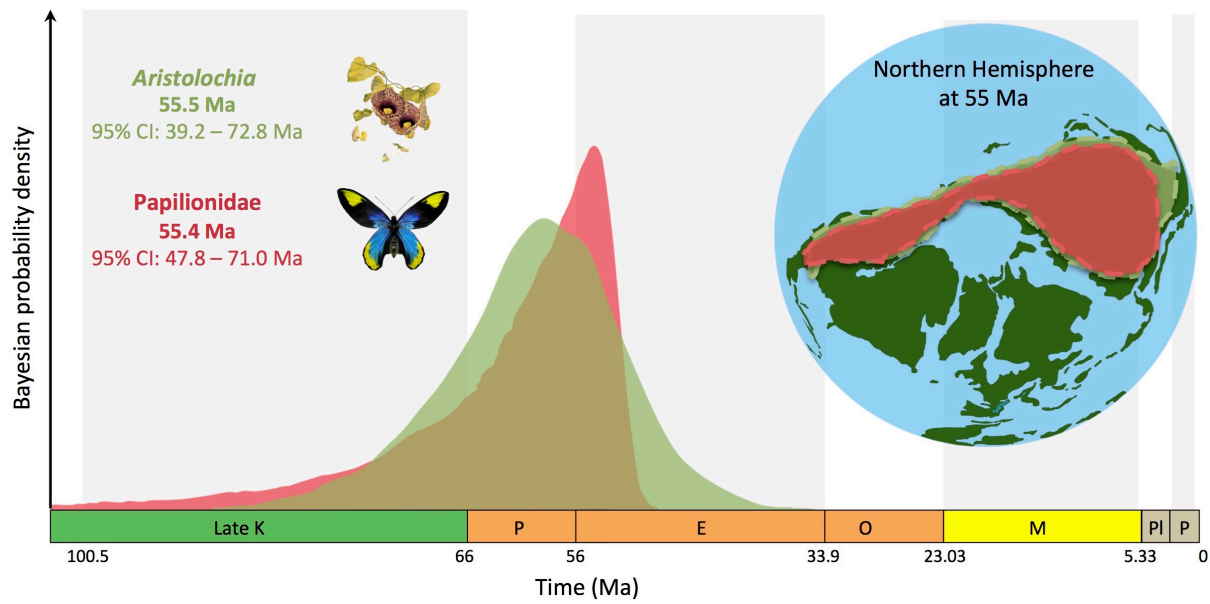 Aristolochia
55.5 Ma
95% CI: 39.2 – 72.8 Ma
Papilionidae
55.4 Ma
95% CI: 47.8 – 71.0 Ma
Northern Hemisphere
at 55 Ma
Bayesian probability density
Late K P E O M Pl P
100.5 66 56 33.9 23.03 5.33 0
Time (Ma)